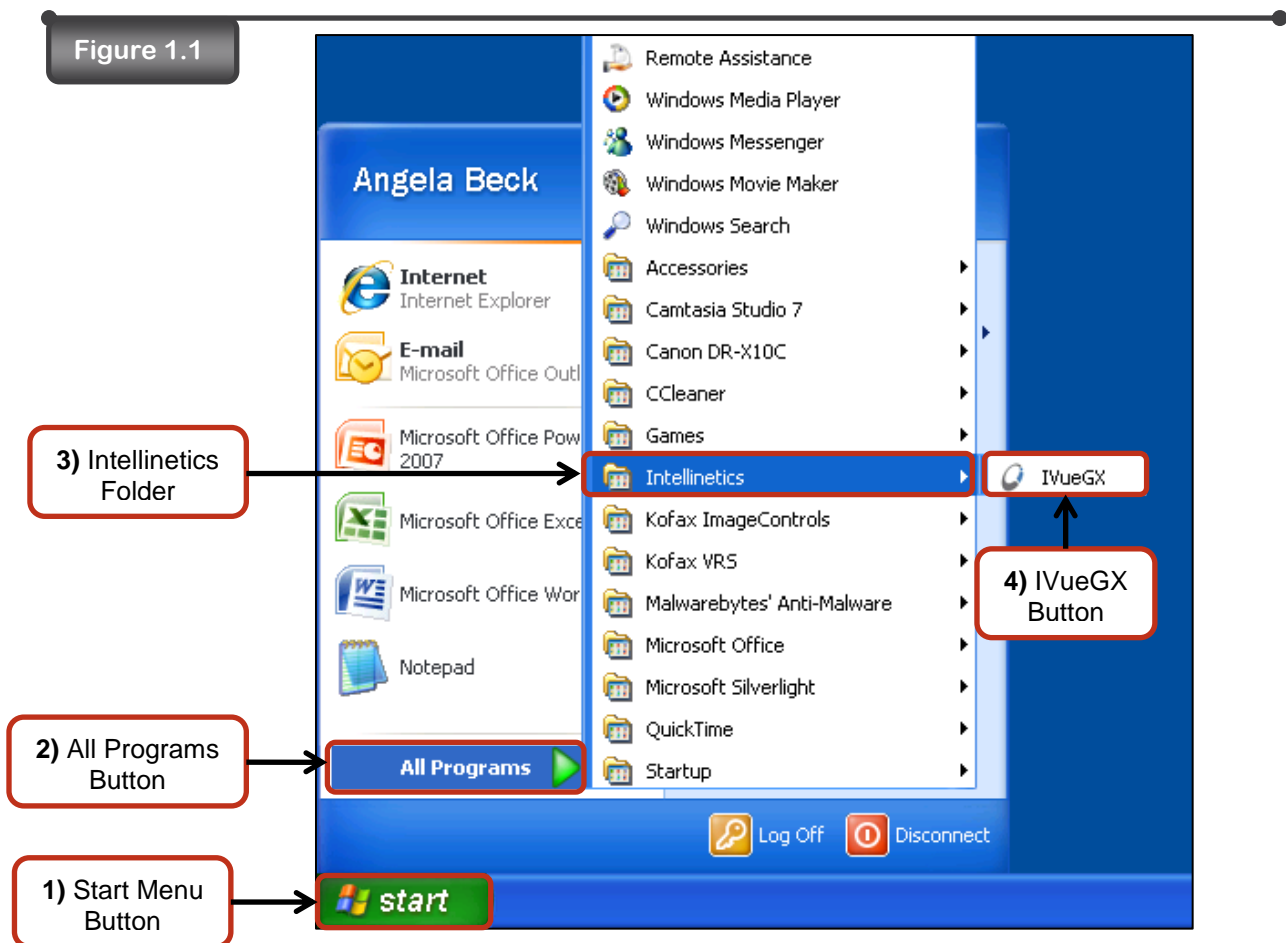 Figure 1.1
Remote Assistance
Windows Media Player
Windows Messenger
Windows Movie Maker
Windows Search
Accessories
Camtasia Studio 7
Canon DR-X10C
CCleaner
Games
Intellinetics
Kofax ImageControls
Kofax VRS
Malwarebytes' Anti-Malware
Microsoft Office
Microsoft Silverlight
QuickTime
Startup
IVueGX
Angela Beck
Internet
Internet Explorer
E-mail
Microsoft Office Outl
Microsoft Office Pow
2007
Microsoft Office Exce
Microsoft Office Wor
Notepad
All Programs
Log Off
Disconnect
start
3) Intellinetics
Folder
4) IVueGX
Button
2) All Programs
Button
1) Start Menu
Button